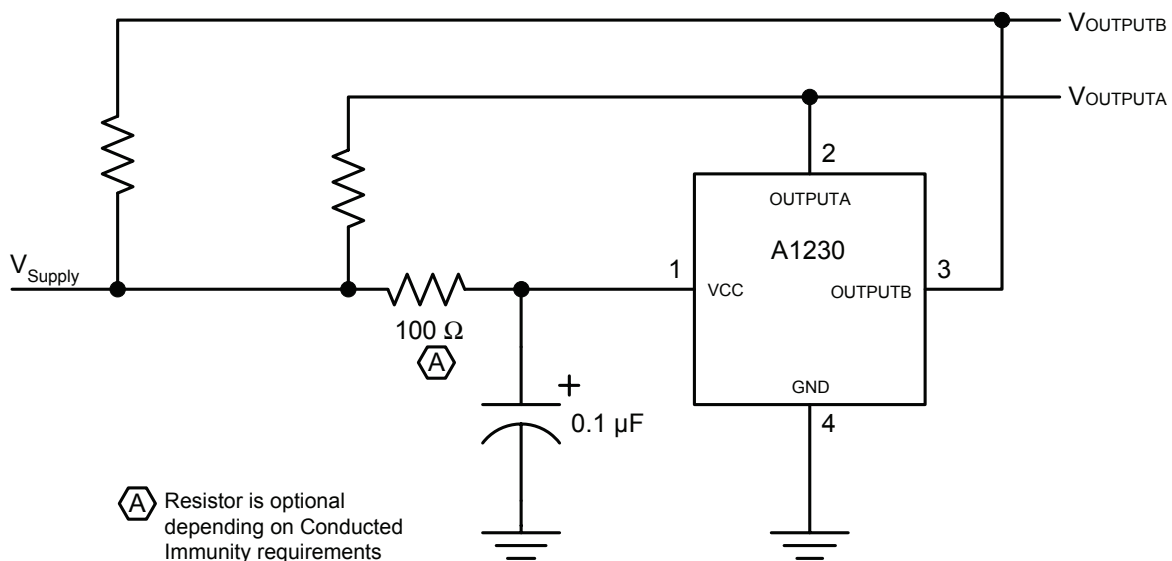 VOUTPUTB
VOUTPUTA
2
OUTPUTA
A1230
VSupply
1
3
VCC
OUTPUTB
100 Ω
A
GND
+
0.1 µF
4
A Resistor is optional
depending on Conducted
Immunity requirements